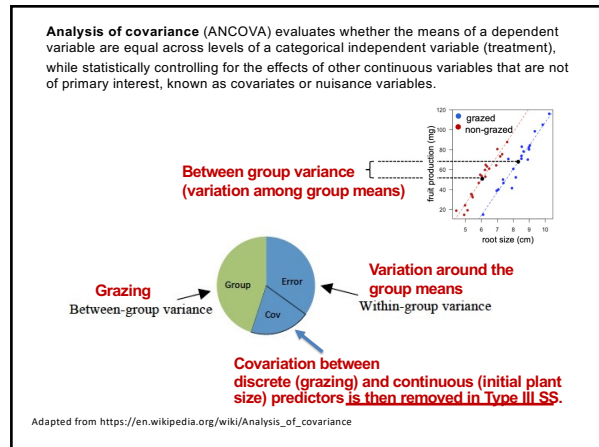 Analysis of covariance (ANCOVA) evaluates whether the means of a dependent
variable are equal across levels of a categorical independent variable (treatment),
while statistically controlling for the effects of other continuous variables that are not
of primary interest, known as covariates or nuisance variables.
120
100
80
60
40
20
fruit production (mg)
grazed
non-grazed
5 6 7 8 9 10
root size (cm)
Between group variance
(variation among group means)
Group
Error
Cov
Grazing
Between-group variance
Variation around the
group means
Within-group variance
Covariation between
discrete (grazing) and continuous (initial plant
size) predictors is then removed in Type III SS.
Adapted from https://en.wikipedia.org/wiki/Analysis_of_covariance